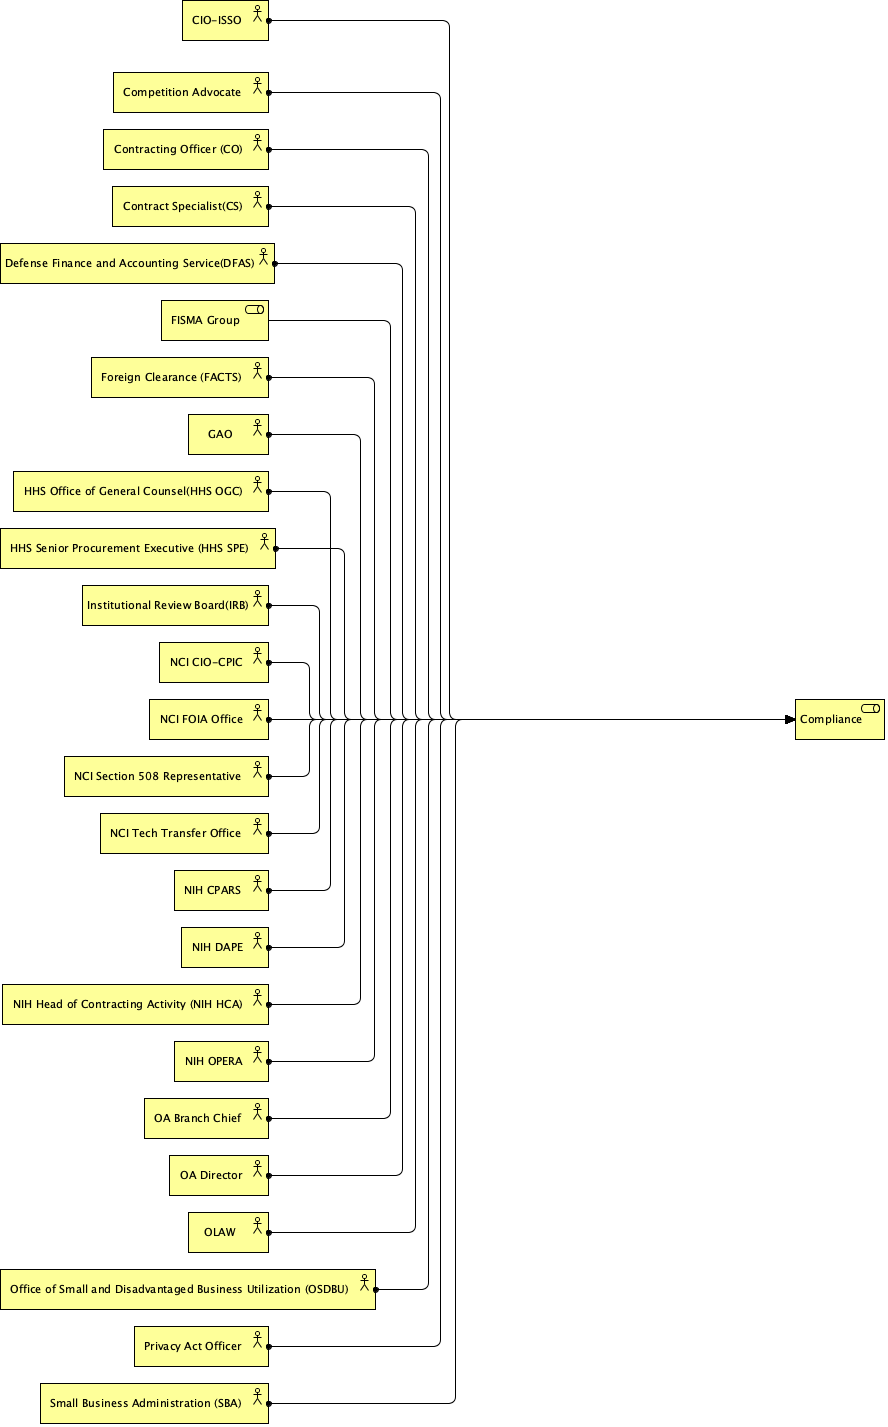 CIO-ISSO
Competition Advocate
Contracting Officer (CO)
Contract Specialist(CS)
Defense Finance and Accounting Service(DFAS)
FISMA Group
Foreign Clearance (FACTS)
GAO
HHS Office of General Counsel(HHS OGC)
HHS Senior Procurement Executive (HHS SPE)
Institutional Review Board(IRB)
NCI CIO-CPIC
NCI FOIA Office
Compliance
NCI Section 508 Representative
NCI Tech Transfer Office
NIH CPARS
NIH DAPE
NIH Head of Contracting Activity (NIH HCA)
NIH OPERA
OA Branch Chief
OA Director
OLAW
Office of Small and Disadvantaged Business Utilization (OSDBU)
Privacy Act Officer
Small Business Administration (SBA)